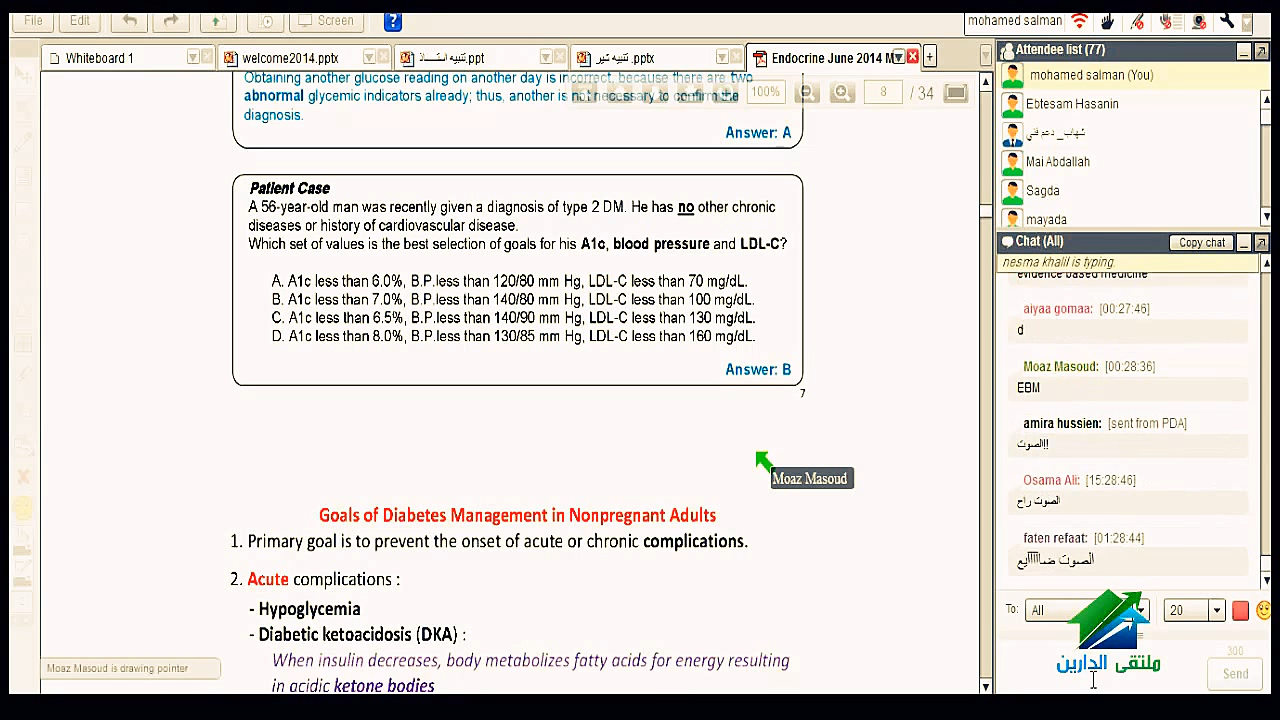 File Edit Screen ? mohamed salman
Whiteboard 1 welcome2014.pptx تنبيه استـــــاذ.ppt تنبيه تير.pptx Endocrine June 2014 M +
Obtaining another glucose reading on another day is incorrect, because there are two
abnormal glycemic indicators already; thus, another is not necessary to confirm the
diagnosis.
100% 8 / 34
Answer: A
Patient Case
A 56-year-old man was recently given a diagnosis of type 2 DM. He has no other chronic
diseases or history of cardiovascular disease.
Which set of values is the best selection of goals for his A1c, blood pressure and LDL-C?
A. A1c less than 6.0%, B.P.less than 120/80 mm Hg, LDL-C less than 70 mg/dL.
B. A1c less than 7.0%, B.P.less than 140/80 mm Hg, LDL-C less than 100 mg/dL.
C. A1c less than 6.5%, B.P.less than 140/90 mm Hg, LDL-C less than 130 mg/dL.
D. A1c less than 8.0%, B.P.less than 130/85 mm Hg, LDL-C less than 160 mg/dL.
Answer: B
7
Moaz Masoud
Goals of Diabetes Management in Nonpregnant Adults
1. Primary goal is to prevent the onset of acute or chronic complications.
2. Acute complications :
- Hypoglycemia
- Diabetic ketoacidosis (DKA) :
When insulin decreases, body metabolizes fatty acids for energy resulting
in acidic ketone bodies
Moaz Masoud is drawing pointer
Attendee list (77)
mohamed salman (You)
Ebtesam Hasanin
شهاب_ دعم فني
Mai Abdallah
Sagda
mayada
Chat (All) Copy chat
nesma khalil is typing.
evidence based medicine
aiyaa gomaa: [00:27:46]
d
Moaz Masoud: [00:28:36]
EBM
amira hussien: [sent from PDA]
الصوت!!!
Osama Ali: [15:28:46]
الصوت راح
faten refaat: [01:28:44]
الصوت ضاااااايع
To: All 20
ملتقى الدارين
300
Send